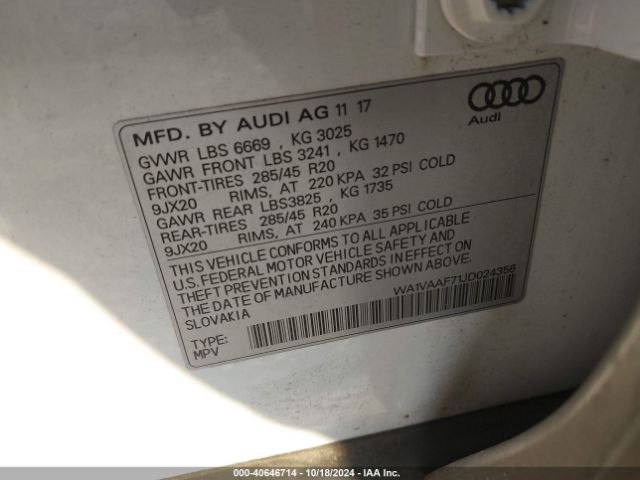 MFD. BY AUDI AG 11 17
Audi
GVWR LBS 6669 , KG 3025
GAWR FRONT LBS 3241 , KG 1470
FRONT-TIRES 285/45 R20
9JX20 RIMS, AT 220 KPA 32 PSI COLD
GAWR REAR LBS3825 , KG 1735
REAR-TIRES 285/45 R20
9JX20 RIMS, AT 240 KPA 35 PSI COLD
THIS VEHICLE CONFORMS TO ALL APPLICABLE
U.S. FEDERAL MOTOR VEHICLE SAFETY AND
THEFT PREVENTION STANDARDS IN EFFECT ON
THE DATE OF MANUFACTURE SHOWN ABOVE.
SLOVAKIA
WA1VAAF71JD024356
TYPE:
MPV
000-40646714 - 10/18/2024 - IAAI Inc.